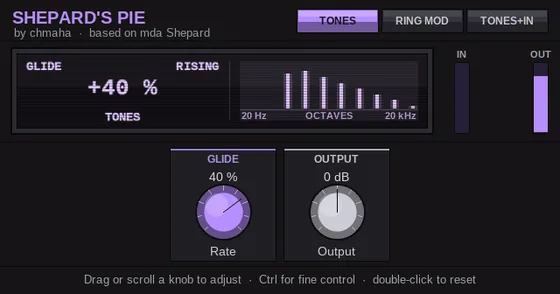 SHEPARD'S PIE
by chmaha · based on mda Shepard
TONES
RING MOD
TONES+IN
GLIDE
RISING
+40 %
TONES
20 Hz
OCTAVES
20 kHz
IN
OUT
GLIDE
40 %
Rate
OUTPUT
0 dB
Output
Drag or scroll a knob to adjust · Ctrl for fine control · double-click to reset